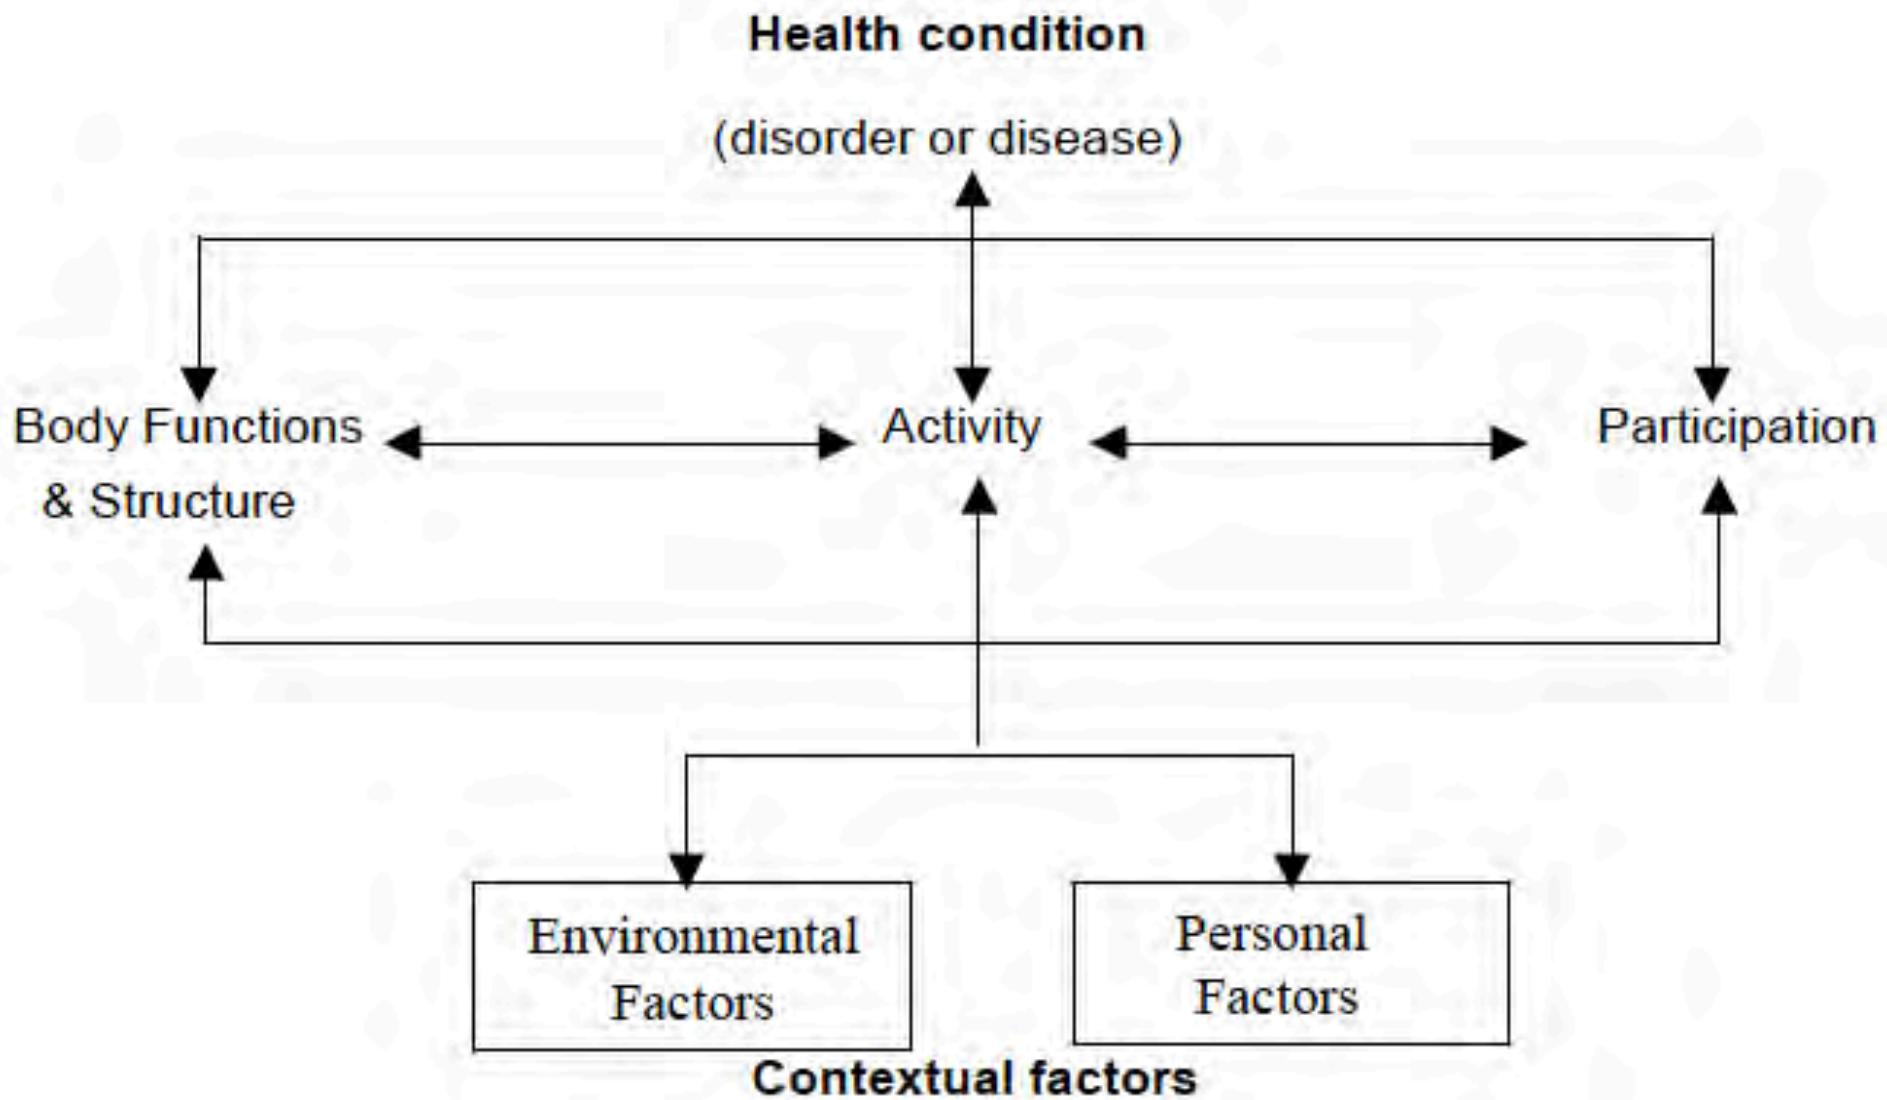 Health condition
(disorder or disease)
Body Functions
& Structure
Activity
Participation
Environmental
Factors
Personal
Factors
Contextual factors